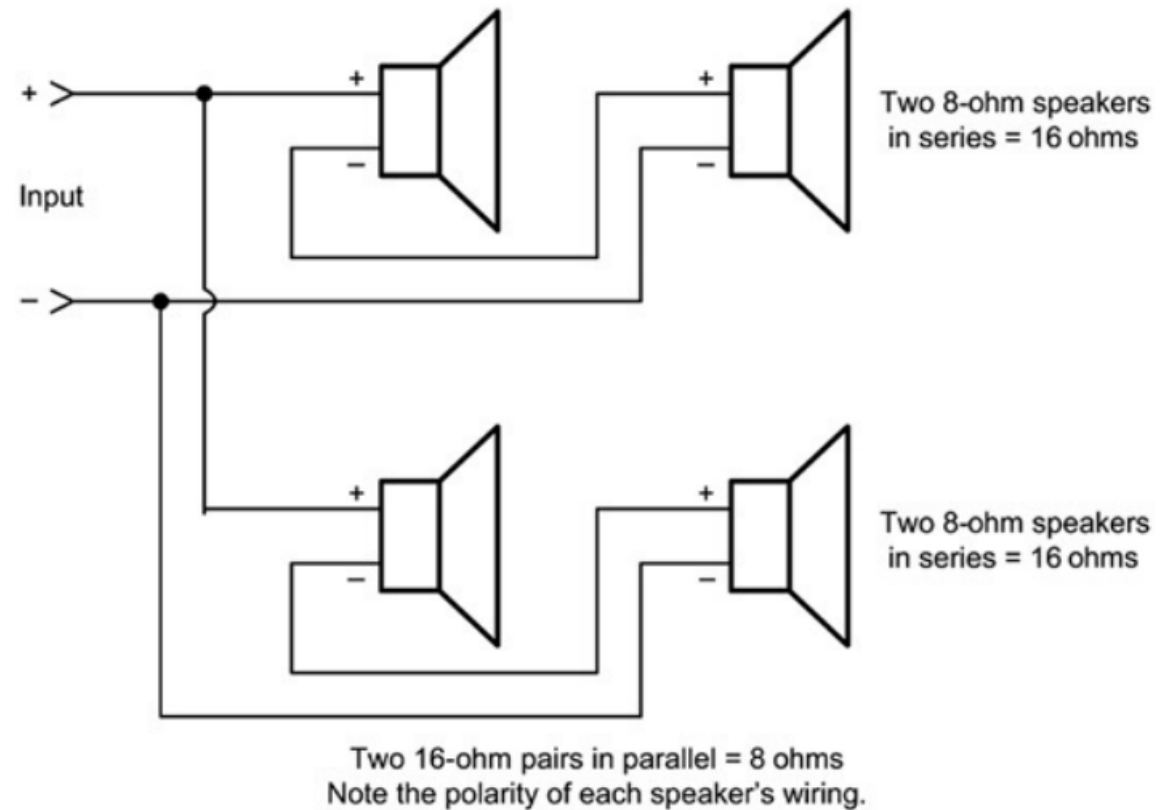 +
+
+
Two 8-ohm speakers
in series = 16 ohms
–
–
Input
–
+
+
Two 8-ohm speakers
in series = 16 ohms
–
–
Two 16-ohm pairs in parallel = 8 ohms
Note the polarity of each speaker's wiring.